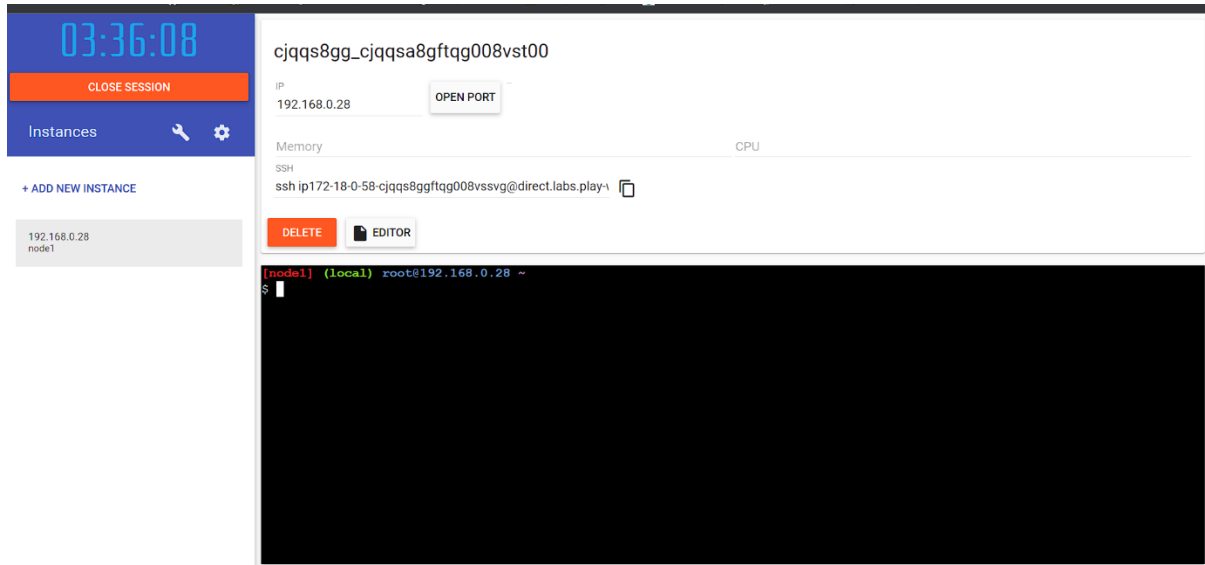 03:36:08
CLOSE SESSION
Instances
+ ADD NEW INSTANCE
192.168.0.28
node1
cjqqs8gg_cjqqsa8gftqg008vst00
IP
192.168.0.28
OPEN PORT
Memory
CPU
SSH
ssh ip172-18-0-58-cjqqs8ggftqg008vssvg@direct.labs.play-
DELETE
EDITOR
[node1] (local) root@192.168.0.28 ~
$